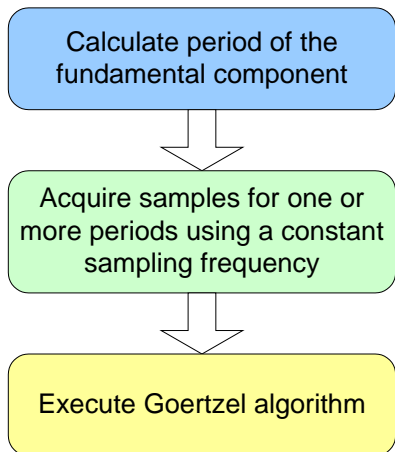 Calculate period of the
fundamental component
Acquire samples for one or
more periods using a constant
sampling frequency
Execute Goertzel algorithm